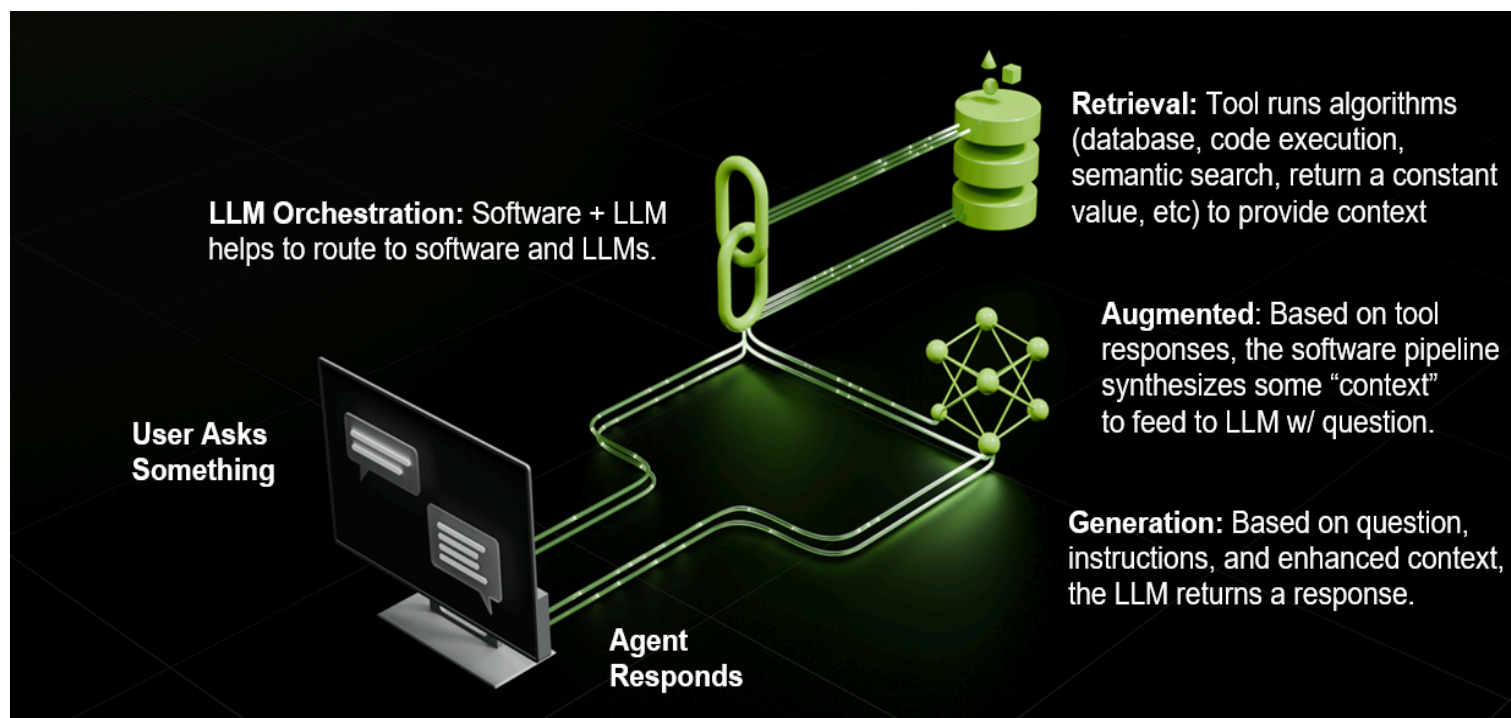 Retrieval: Tool runs algorithms
(database, code execution,
semantic search, return a constant
value, etc) to provide context
LLM Orchestration: Software + LLM
helps to route to software and LLMs.
Augmented: Based on tool
responses, the software pipeline
synthesizes some “context”
to feed to LLM w/ question.
User Asks
Something
Generation: Based on question,
instructions, and enhanced context,
the LLM returns a response.
Agent
Responds